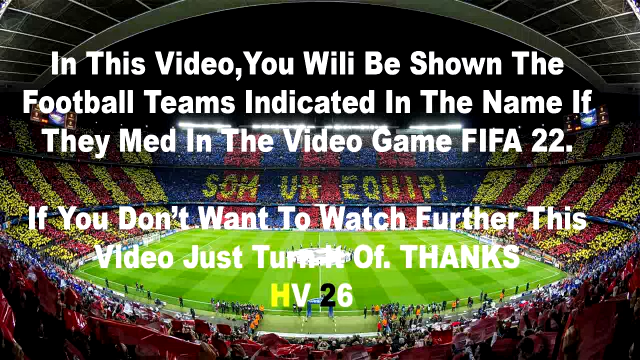 In This Video,You Wili Be Shown The
Football Teams Indicated In The Name If
They Med In The Video Game FIFA 22.
SOM UN EQUIP!
If You Don't Want To Watch Further This
Video Just Turn It Of. THANKS
HV 26